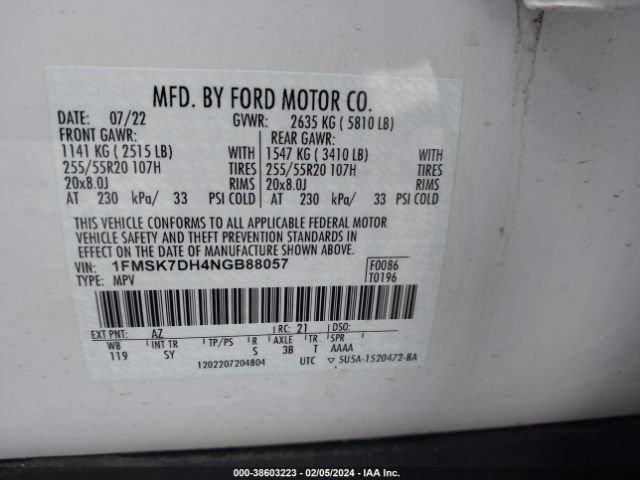 MFD. BY FORD MOTOR CO.
DATE: 07/22 GVWR: 2635 KG ( 5810 LB)
FRONT GAWR: REAR GAWR:
1141 KG ( 2515 LB) WITH 1547 KG ( 3410 LB) WITH
255/55R20 107H TIRES 255/55R20 107H TIRES
20x8.0J RIMS 20x8.0J RIMS
AT 230 kPa/ 33 PSI COLD AT 230 kPa/ 33 PSI COLD
THIS VEHICLE CONFORMS TO ALL APPLICABLE FEDERAL MOTOR
VEHICLE SAFETY AND THEFT PREVENTION STANDARDS IN
EFFECT ON THE DATE OF MANUFACTURE SHOWN ABOVE.
VIN: 1FMSK7DH4NGB88057 F0086
TYPE: MPV T0196
EXT PNT: AZ RC: 21 DSO:
WB INT TR TP/PS R AXLE TR
119 SY S 3B T AAAA
1202207204804 UTC ▽ 5U5A-1520472-BA
000-38603223 - 02/05/2024 - IAA Inc.